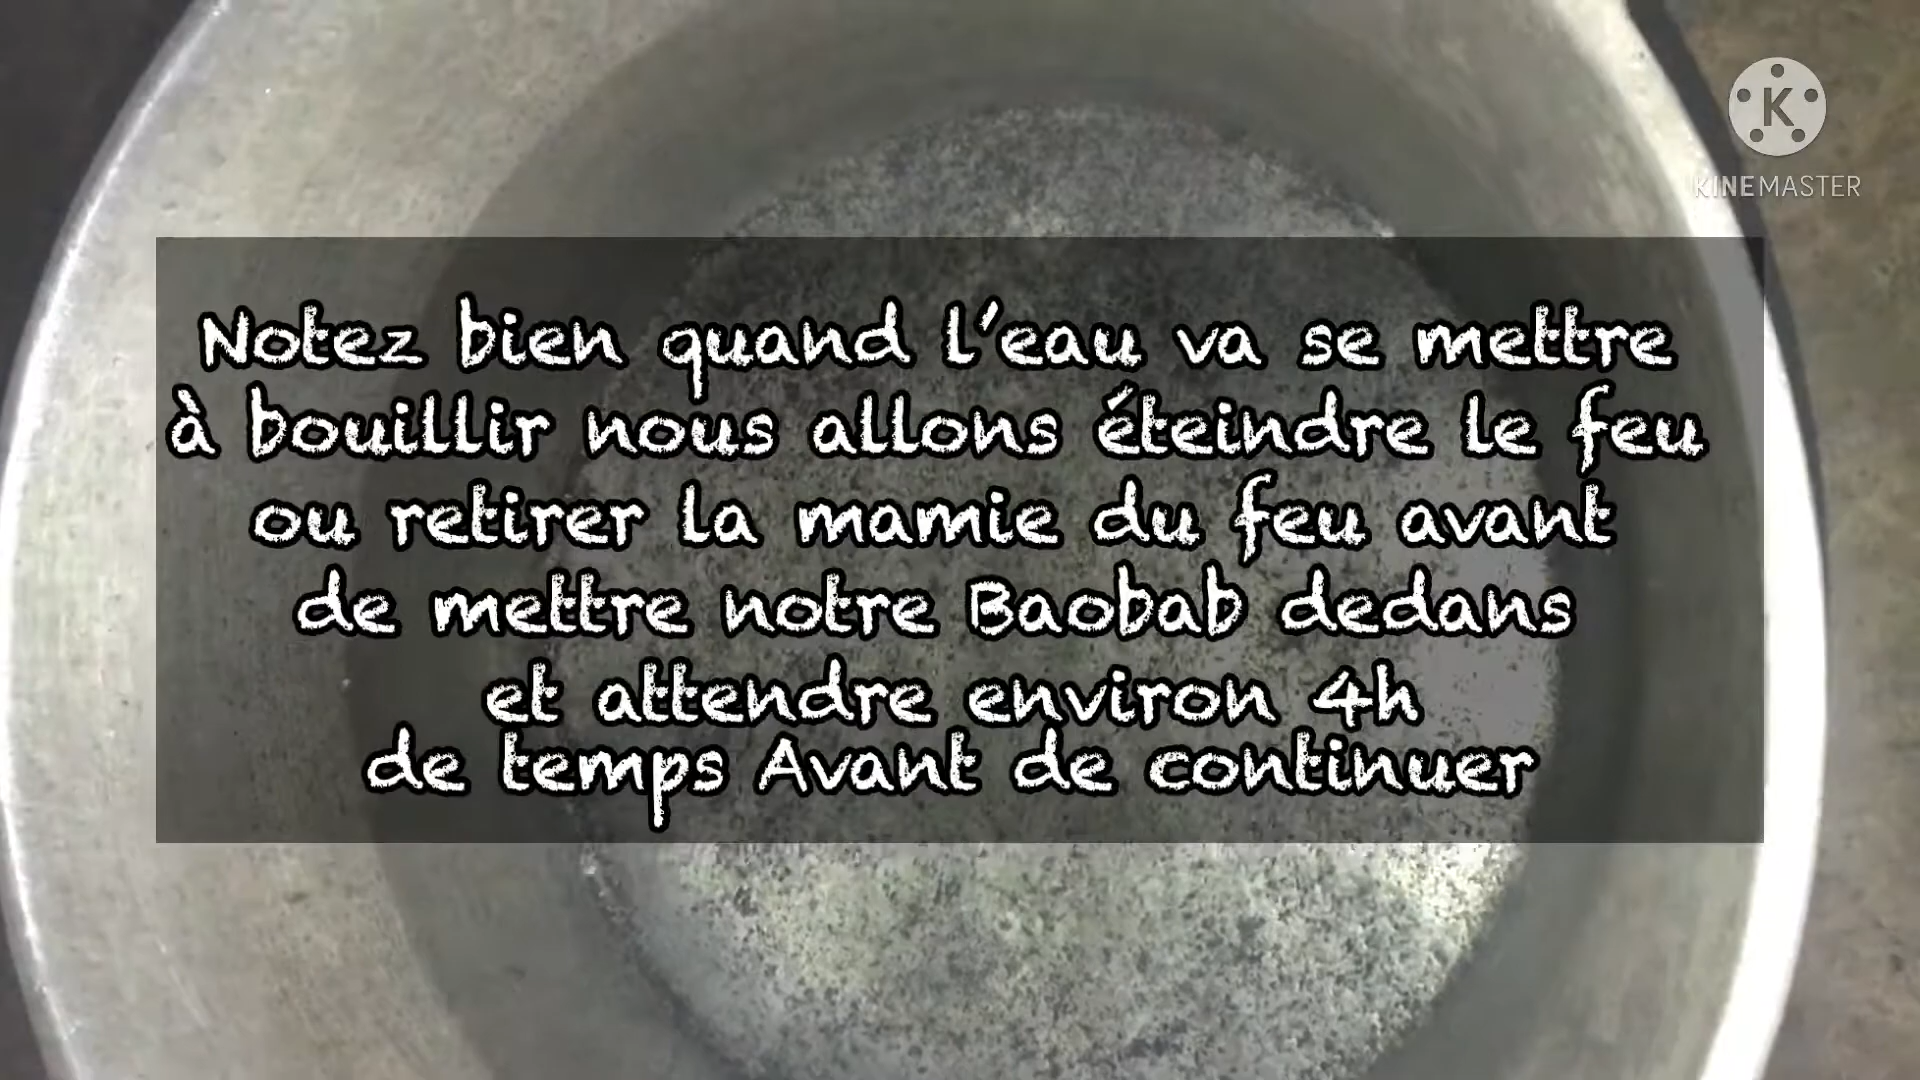 K
KINEMASTER
Notez bien quand l'eau va se mettre
à bouillir nous allons éteindre le feu
ou retirer la mamie du feu avant
de mettre notre Baobab dedans
et attendre environ 4h
de temps Avant de continuer